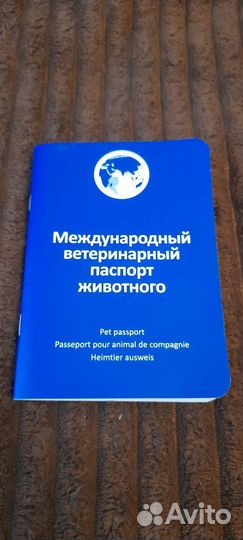 Международный
ветеринарный
паспорт
животного
Pet passport
Passeport pour animal de compagnie
Heimtier ausweis
Avito